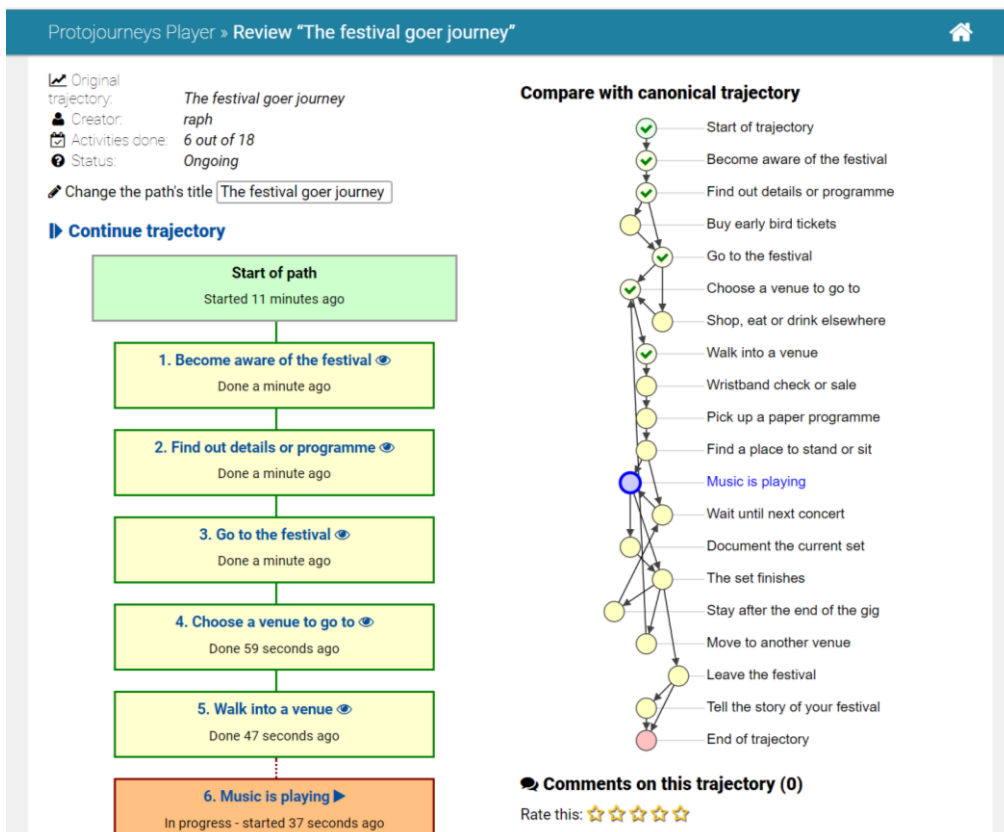 Protojourneys Player » Review “The festival goer journey”
Original
trajectory: The festival goer journey
Creator: raph
Activities done: 6 out of 18
Status: Ongoing
Change the path's title The festival goer journey
Continue trajectory
Start of path
Started 11 minutes ago
1. Become aware of the festival
Done a minute ago
2. Find out details or programme
Done a minute ago
3. Go to the festival
Done a minute ago
4. Choose a venue to go to
Done 59 seconds ago
5. Walk into a venue
Done 47 seconds ago
6. Music is playing
In progress - started 37 seconds ago
Compare with canonical trajectory
Start of trajectory
Become aware of the festival
Find out details or programme
Buy early bird tickets
Go to the festival
Choose a venue to go to
Shop, eat or drink elsewhere
Walk into a venue
Wristband check or sale
Pick up a paper programme
Find a place to stand or sit
Music is playing
Wait until next concert
Document the current set
The set finishes
Stay after the end of the gig
Move to another venue
Leave the festival
Tell the story of your festival
End of trajectory
Comments on this trajectory (0)
Rate this: